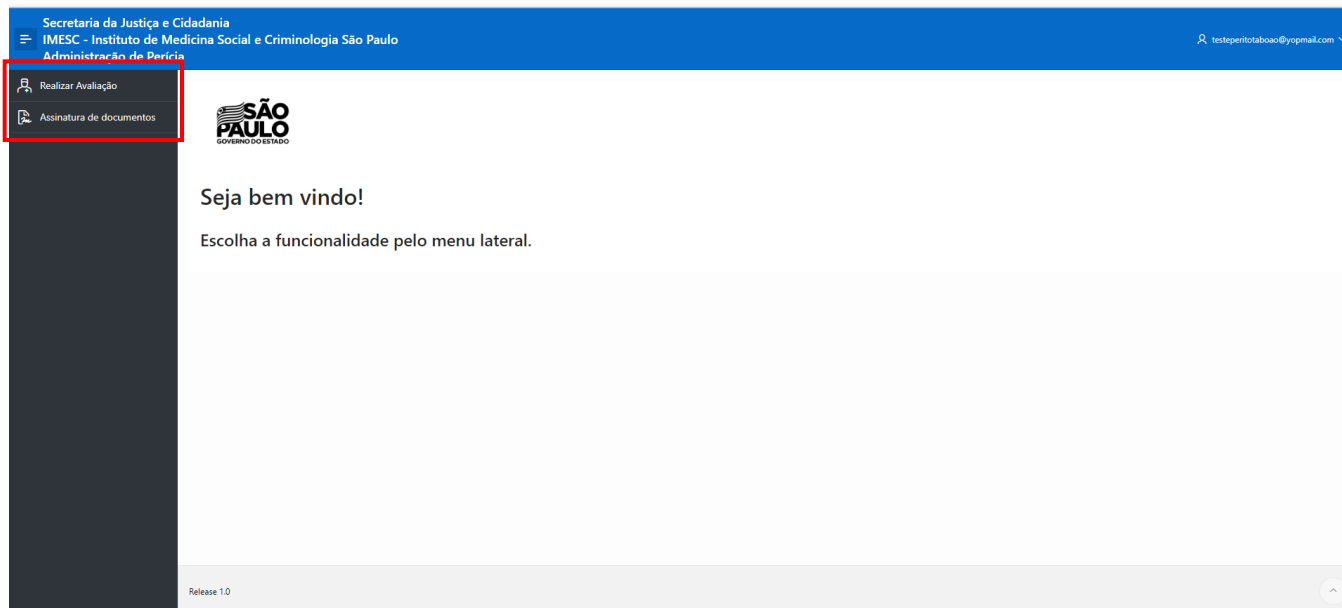 Secretaria da Justiça e Cidadania
IMESC - Instituto de Medicina Social e Criminologia São Paulo
Administração de Perícia
testeperitotaboao@yopmail.com
Realizar Avaliação
Assinatura de documentos
SÃO
PAULO
GOVERNO DO ESTADO
Seja bem vindo!
Escolha a funcionalidade pelo menu lateral.
Release 1.0